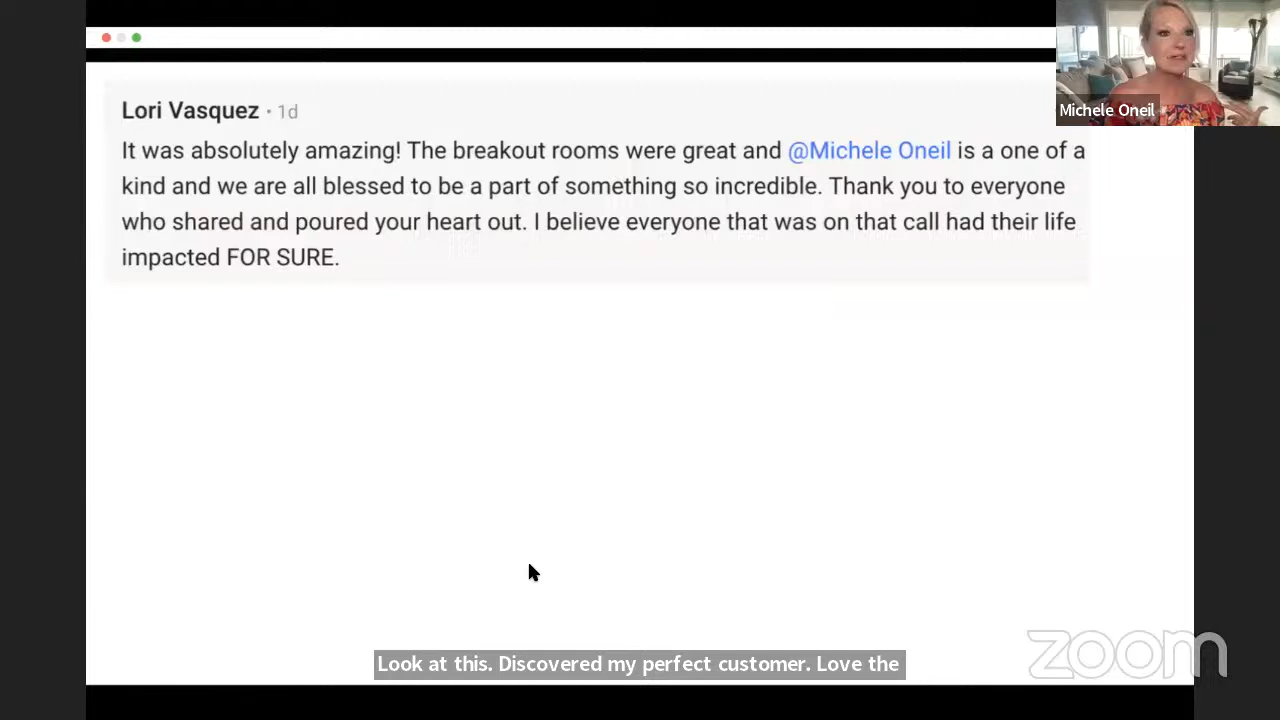 Lori Vasquez · 1d
It was absolutely amazing! The breakout rooms were great and @Michele Oneil is a one of a
kind and we are all blessed to be a part of something so incredible. Thank you to everyone
who shared and poured your heart out. I believe everyone that was on that call had their life
impacted FOR SURE.
Michele Oneil
Look at this. Discovered my perfect customer. Love the
zoom